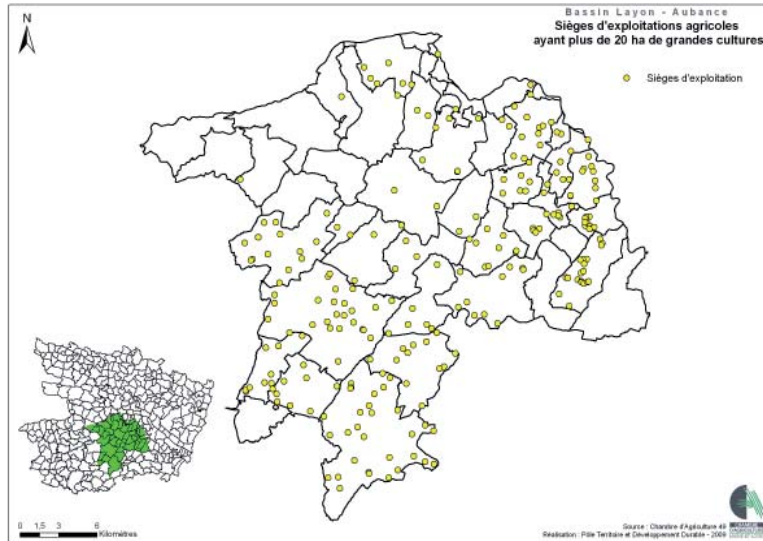 Bassin Layon - Aubance
Sièges d'exploitations agricoles
ayant plus de 20 ha de grandes cultures
N
Sièges d'exploitation
0 1,5 3 6
Kilomètres
Source : Chambre d'Agriculture 49
Réalisation : Pôle Territoire et Développement Durable - 2009